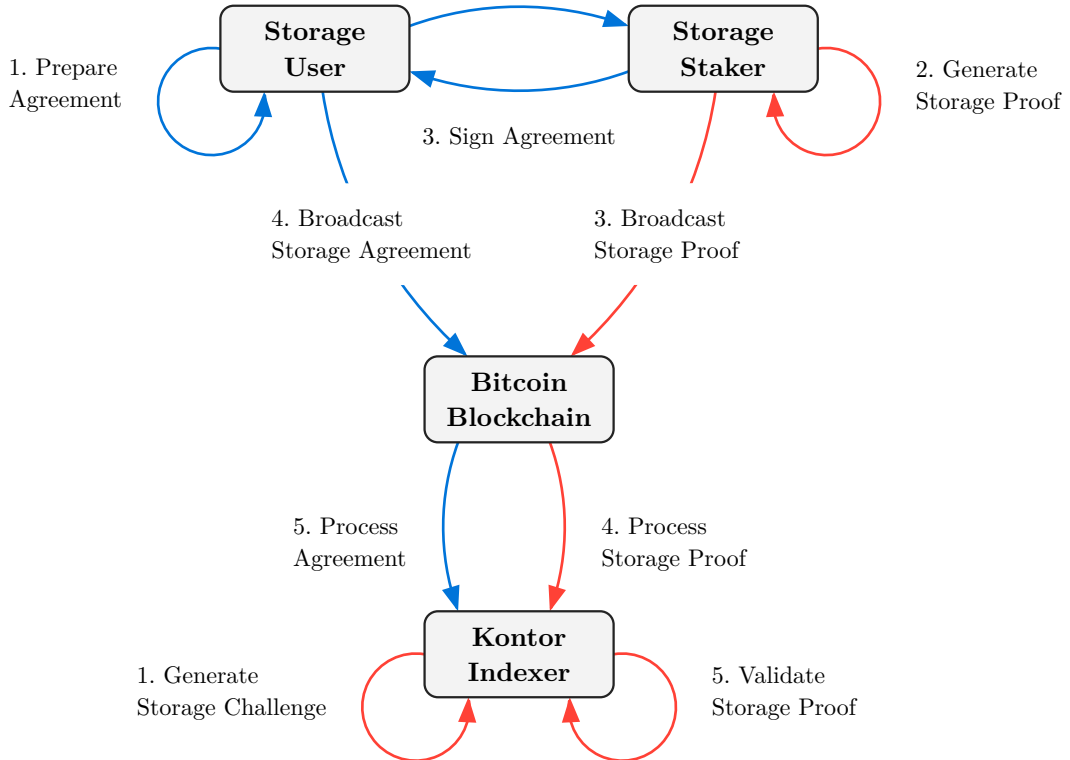 Storage
User
Storage
Staker
1. Prepare
Agreement
2. Generate
Storage Proof
3. Sign Agreement
4. Broadcast
Storage Agreement
3. Broadcast
Storage Proof
Bitcoin
Blockchain
5. Process
Agreement
4. Process
Storage Proof
Kontor
Indexer
1. Generate
Storage Challenge
5. Validate
Storage Proof